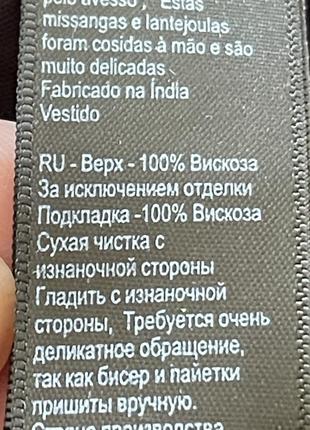 pelo avesso , Estas
missangas e lantejoulas
foram cosidas à mão e são
muito delicadas
Fabricado na Índia
Vestido
RU - Верх - 100% Вискоза
За исключением отделки
Подкладка -100% Вискоза
Сухая чистка с
изнаночной стороны
Гладить с изнаночной
стороны, Требуется очень
деликатное обращение,
так как бисер и пайетки
пришиты вручную.
Страна производства